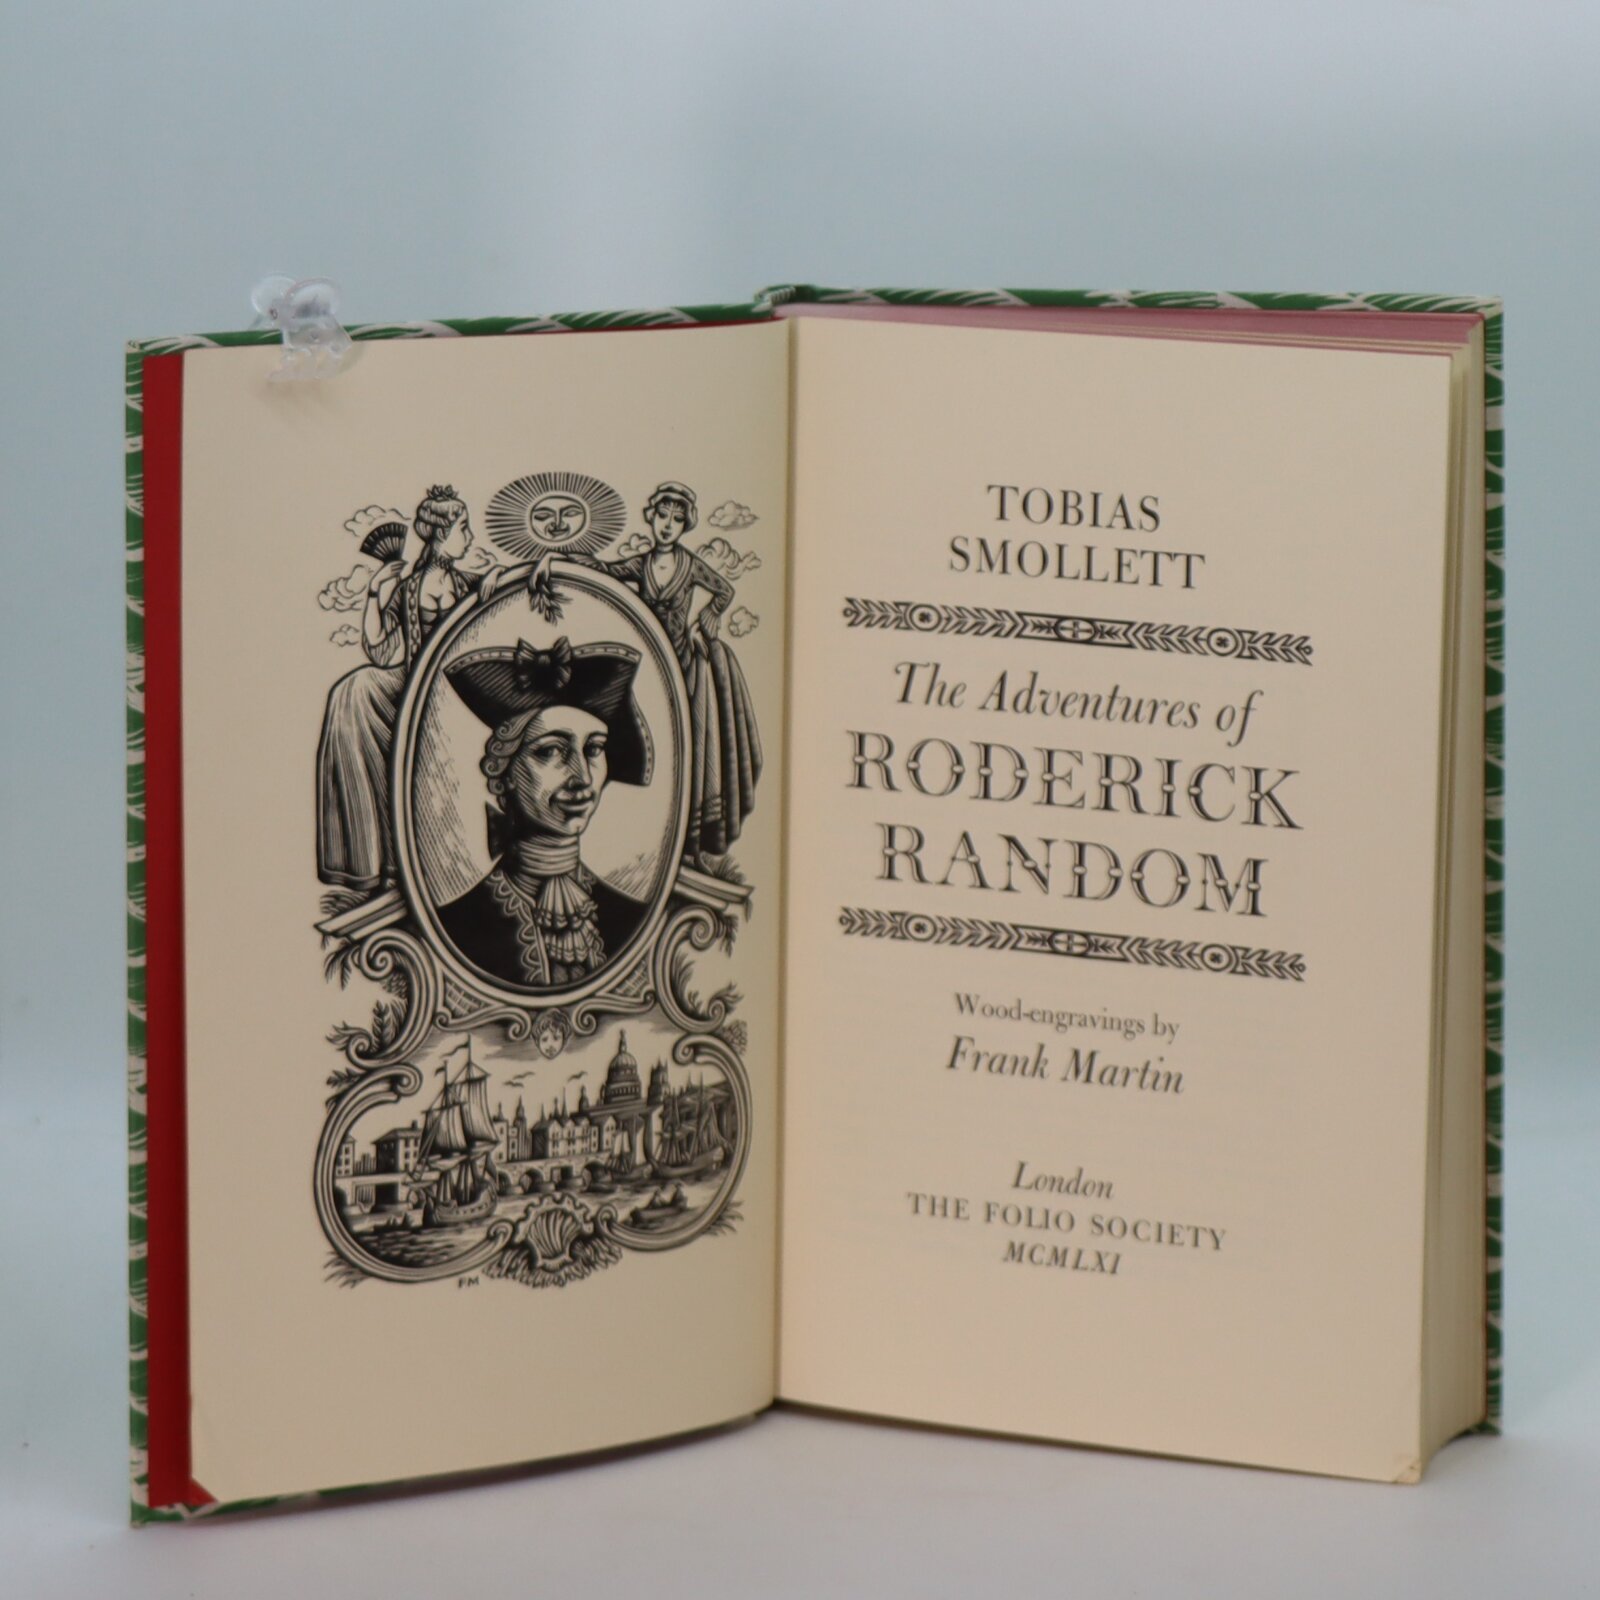 FM
TOBIAS
SMOLLETT
The Adventures of
RODERICK
RANDOM
Wood-engravings by
Frank Martin
London
THE FOLIO SOCIETY
MCMLXI